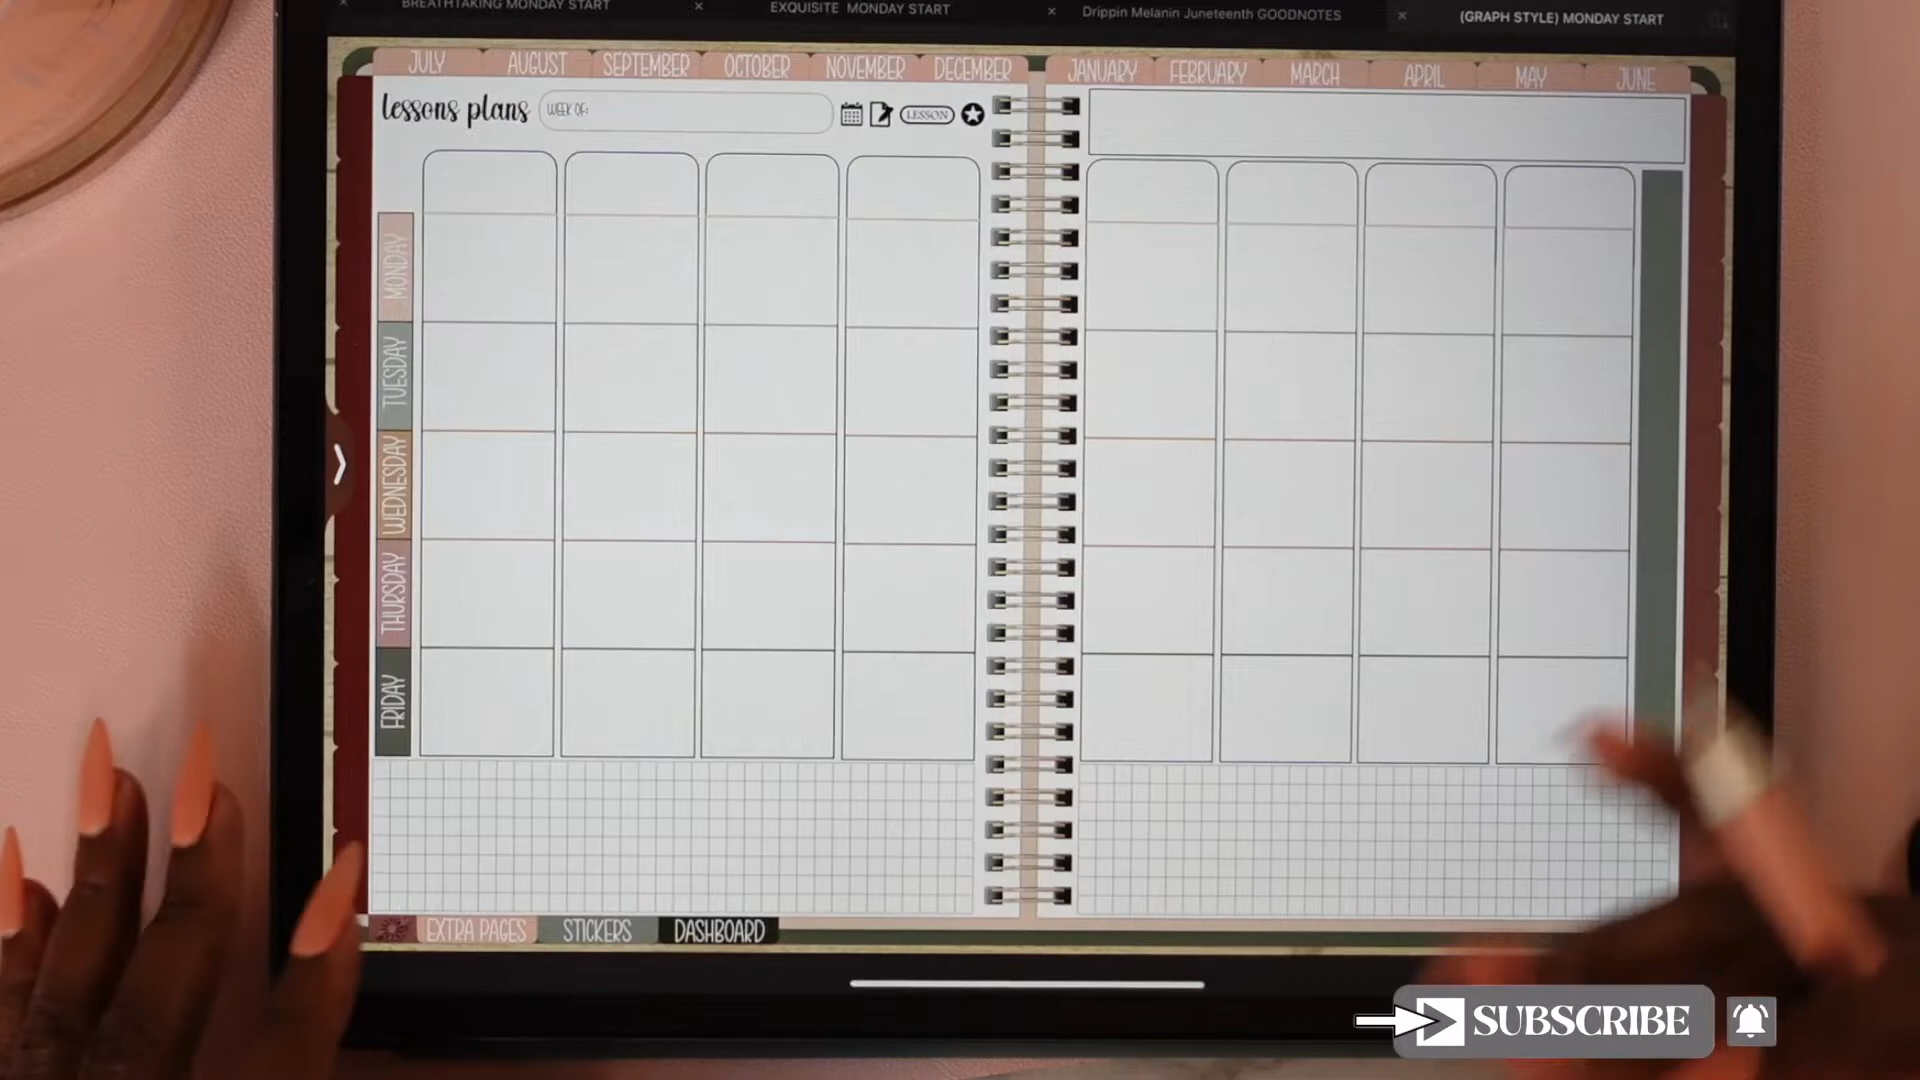 BREATHTAKING MONDAY START
EXQUISITE MONDAY START
Drippin Melanin Juneteenth GOODNOTES
(GRAPH STYLE) MONDAY START
JULY AUGUST SEPTEMBER OCTOBER NOVEMBER DECEMBER JANUARY FEBRUARY MARCH APRIL MAY JUNE
lessons plans
WEEK OF:
LESSON
MONDAY
TUESDAY
WEDNESDAY
THURSDAY
FRIDAY
EXTRA PAGES STICKERS DASHBOARD
SUBSCRIBE